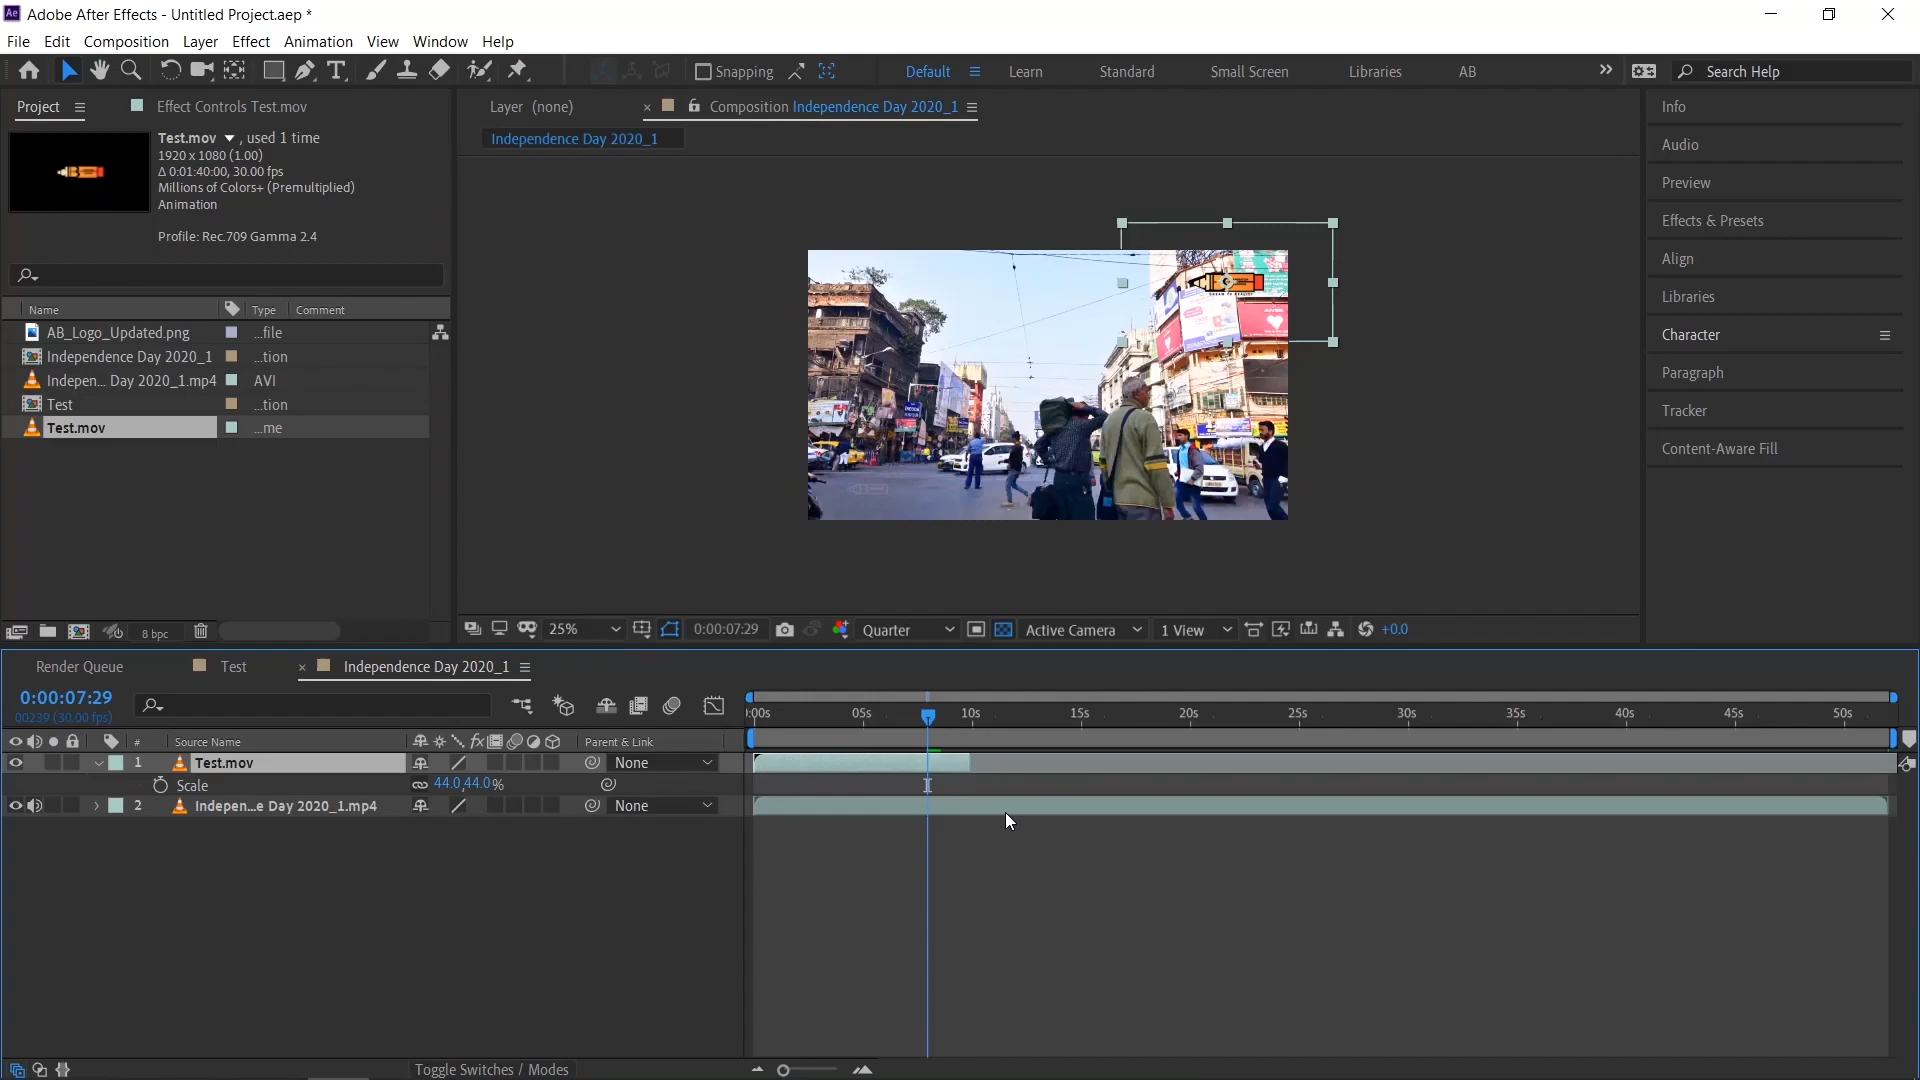 Adobe After Effects - Untitled Project.aep *
File Edit Composition Layer Effect Animation View Window Help
Snapping Default Learn Standard Small Screen Libraries AB Search Help
Project Effect Controls Test.mov Layer (none) Composition Independence Day 2020_1
Independence Day 2020_1
Test.mov , used 1 time
1920 x 1080 (1.00)
Δ 0:01:40:00, 30.00 fps
Millions of Colors+ (Premultiplied)
Animation
Profile: Rec.709 Gamma 2.4
Name Type Comment
AB_Logo_Updated.png ...file
Independence Day 2020_1 ...tion
Indepen... Day 2020_1.mp4 AVI
Test ...tion
Test.mov ...me
8 bpc
Info
Audio
Preview
Effects & Presets
Align
Libraries
Character
Paragraph
Tracker
Content-Aware Fill
25% 0:00:07:29 Quarter Active Camera 1 View +0.0
Render Queue Test Independence Day 2020_1
0:00:07:29
00239 (30.00 fps)
:00s 05s 10s 15s 20s 25s 30s 35s 40s 45s 50s
# Source Name Parent & Link
1 Test.mov None
Scale 44.0,44.0%
2 Indepen...e Day 2020_1.mp4 None
Toggle Switches / Modes